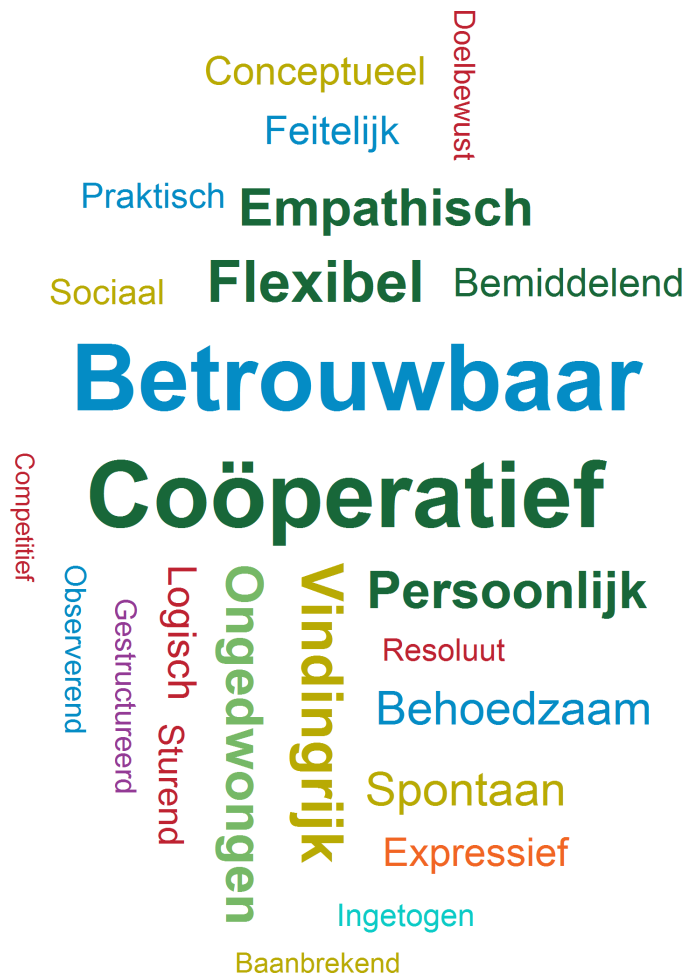 Doelbewust
Conceptueel
Feitelijk
Praktisch
Empathisch
Sociaal
Flexibel
Bemiddelend
Betrouwbaar
Coöperatief
Competitief
Observerend
Gestructureerd
Logisch
Sturend
Ongedwongen
Vindingrijk
Persoonlijk
Resoluut
Behoedzaam
Spontaan
Expressief
Ingetogen
Baanbrekend